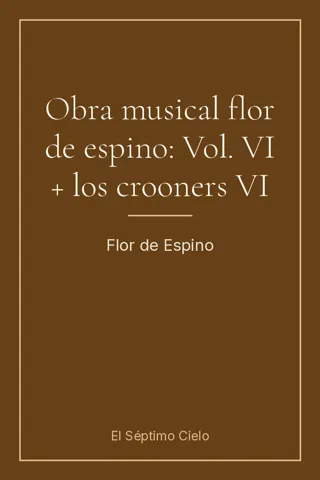 Obra musical flor
de espino: Vol. VI
+ los crooners VI
Flor de Espino
El Séptimo Cielo